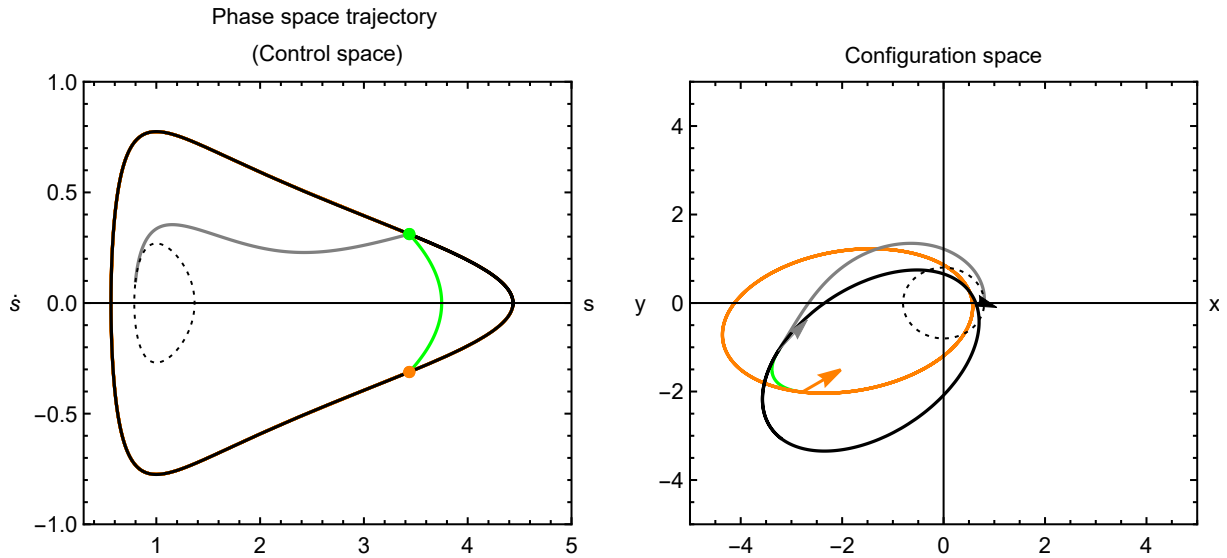 Phase space trajectory
(Control space)
1.0
0.5
0.0
−0.5
−1.0
ṡ
1 2 3 4 5
s
Configuration space
4
2
0
−2
−4
y
−4 −2 0 2 4
x